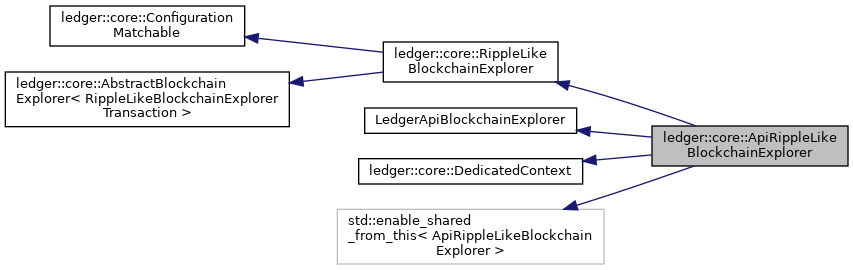 ledger::core::Configuration
Matchable
ledger::core::AbstractBlockchain
Explorer< RippleLikeBlockchainExplorer
Transaction >
ledger::core::RippleLike
BlockchainExplorer
LedgerApiBlockchainExplorer
ledger::core::DedicatedContext
std::enable_shared
_from_this< ApiRippleLikeBlockchain
Explorer >
ledger::core::ApiRippleLike
BlockchainExplorer